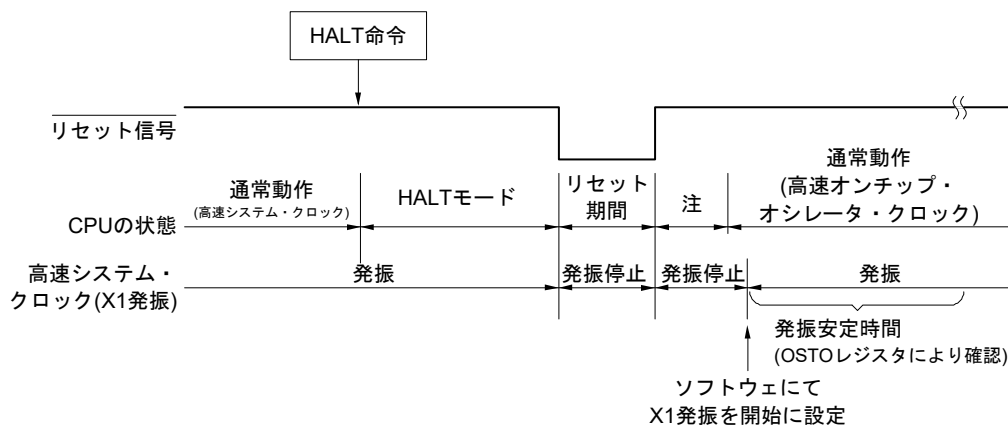 HALT命令
リセット信号
通常動作
(高速システム・クロック)
HALTモード
リセット
期間
注
通常動作
(高速オンチップ・
オシレータ・クロック)
CPUの状態
高速システム・
クロック(X1発振)
発振
発振停止
発振停止
発振
発振安定時間
(OSTOレジスタにより確認)
ソフトウェにて
X1発振を開始に設定